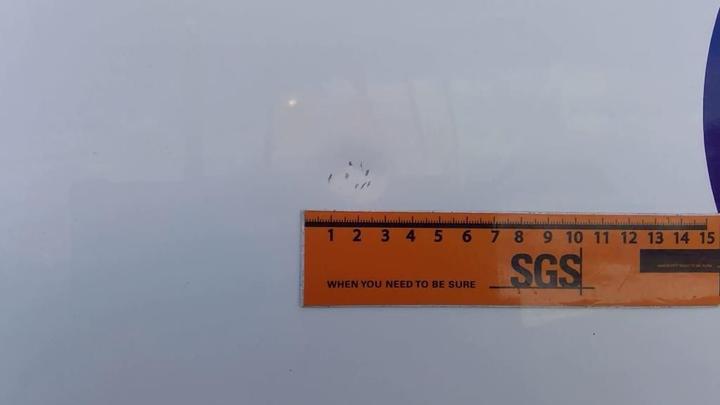 1 2 3 4 5 6 7 8 9 10 11 12 13 14 15
SGS
WHEN YOU NEED TO BE SURE